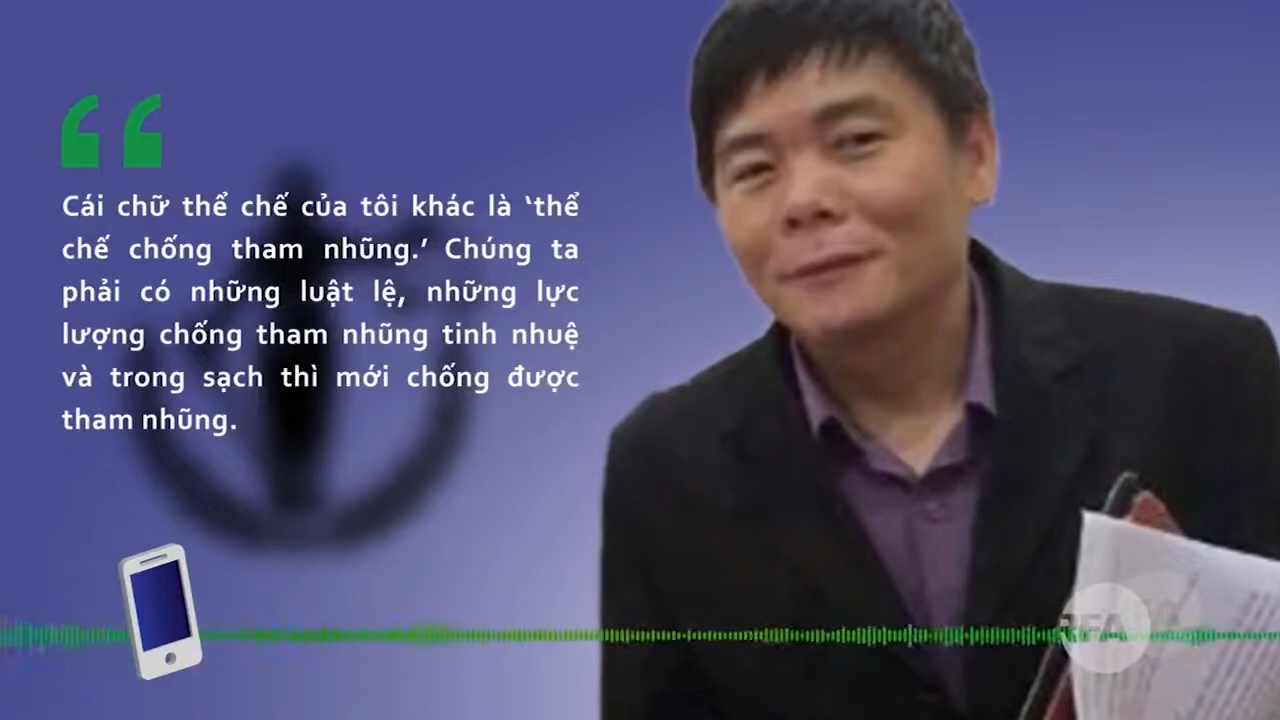 Cái chữ thể chế của tôi khác là ‘thể
chế chống tham nhũng.’ Chúng ta
phải có những luật lệ, những lực
lượng chống tham nhũng tinh nhuệ
và trong sạch thì mới chống được
tham nhũng.
RFA